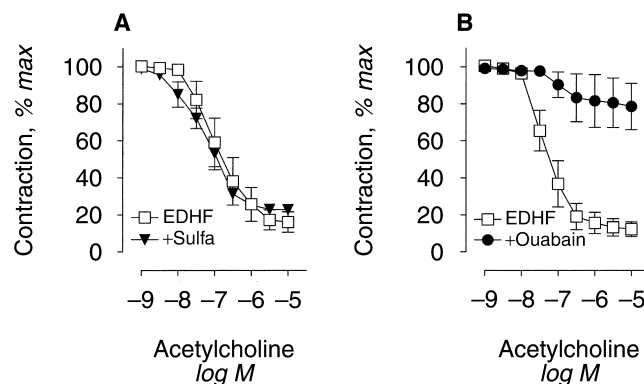 A
Contraction, % max
100
80
60
40
20
0
EDHF
+Sulfa
–9 –8 –7 –6 –5
Acetylcholine
log M
B
Contraction, % max
100
80
60
40
20
0
EDHF
+Ouabain
–9 –8 –7 –6 –5
Acetylcholine
log M